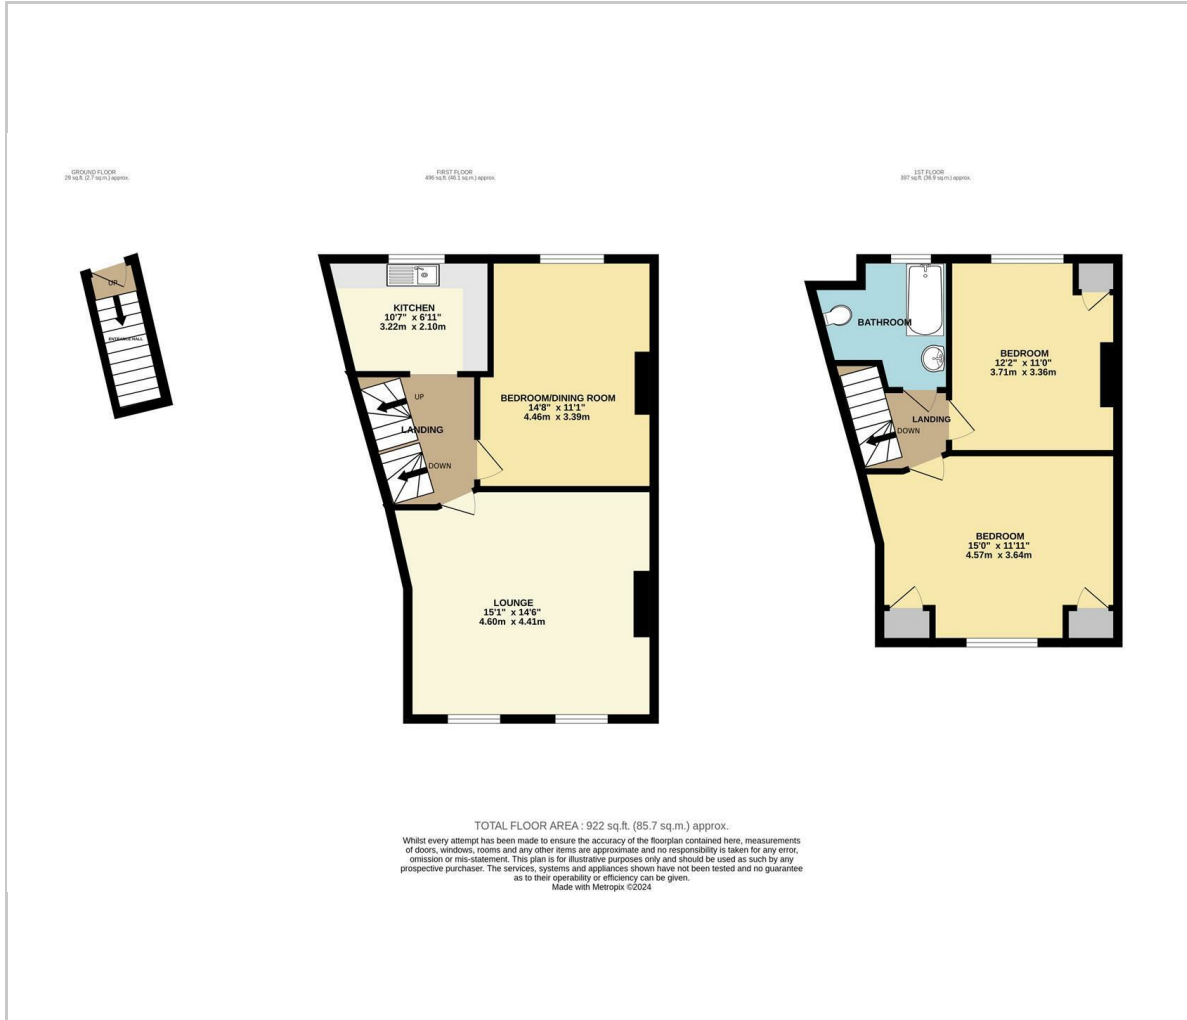 GROUND FLOOR
29 sq.ft. (2.7 sq.m.) approx.
UP
ENTRANCE HALL
FIRST FLOOR
496 sq.ft. (46.1 sq.m.) approx.
KITCHEN
10'7" x 6'11"
3.22m x 2.10m
BEDROOM/DINING ROOM
14'8" x 11'1"
4.46m x 3.39m
UP
LANDING
DOWN
LOUNGE
15'1" x 14'6"
4.60m x 4.41m
1ST FLOOR
397 sq.ft. (36.9 sq.m.) approx.
BATHROOM
BEDROOM
12'2" x 11'0"
3.71m x 3.36m
LANDING
DOWN
BEDROOM
15'0" x 11'11"
4.57m x 3.64m
TOTAL FLOOR AREA : 922 sq.ft. (85.7 sq.m.) approx.
Whilst every attempt has been made to ensure the accuracy of the floorplan contained here, measurements
of doors, windows, rooms and any other items are approximate and no responsibility is taken for any error,
omission or mis-statement. This plan is for illustrative purposes only and should be used as such by any
prospective purchaser. The services, systems and appliances shown have not been tested and no guarantee
as to their operability or efficiency can be given.
Made with Metropix ©2024